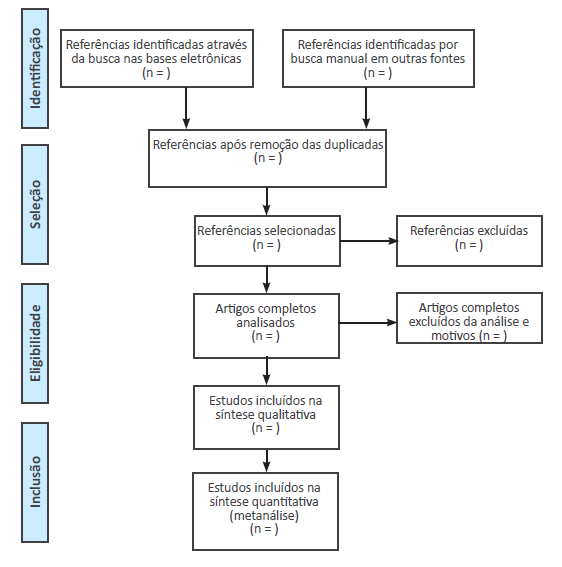 Identificação
Referências identificadas através
da busca nas bases eletrônicas
(n = )
Referências identificadas por
busca manual em outras fontes
(n = )
Referências após remoção das duplicadas
(n = )
Seleção
Referências selecionadas
(n = )
Referências excluídas
(n = )
Eligibilidade
Artigos completos
analisados
(n = )
Artigos completos
excluídos da análise e
motivos (n = )
Estudos incluídos na
síntese qualitativa
(n = )
Inclusão
Estudos incluídos na
síntese quantitativa
(metanálise)
(n = )